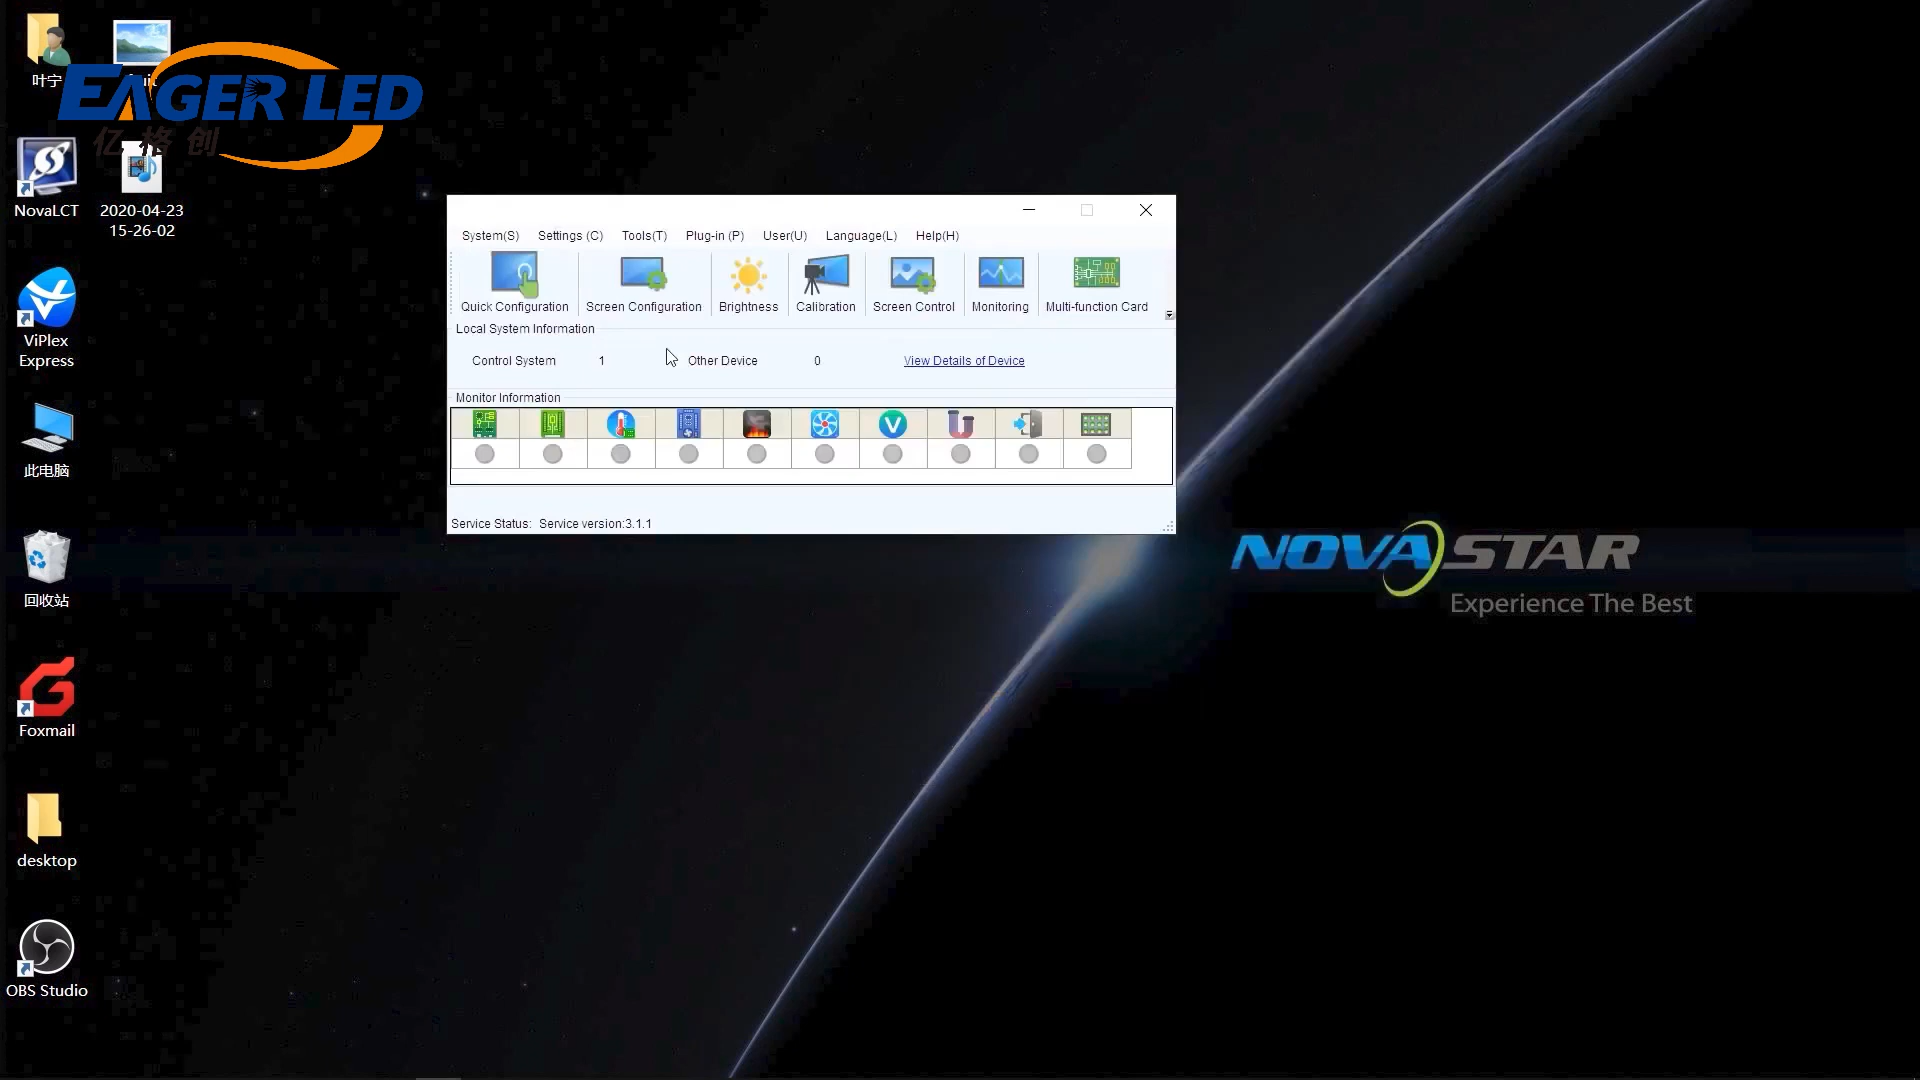 叶宁
EAGER LED
亿格创
NovaLCT
2020-04-23
15-26-02
ViPlex
Express
此电脑
回收站
Foxmail
desktop
OBS Studio
System(S) Settings (C) Tools(T) Plug-in (P) User(U) Language(L) Help(H)
Quick Configuration Screen Configuration Brightness Calibration Screen Control Monitoring Multi-function Card
Local System Information
Control System 1 Other Device 0 View Details of Device
Monitor Information
V
Service Status: Service version:3.1.1
NOVASTAR
Experience The Best